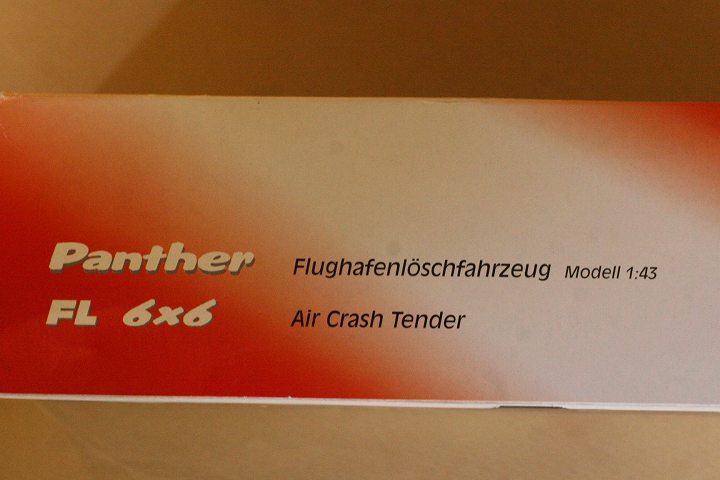 Panther Flughafenlöschfahrzeug Modell 1:43
FL 6x6 Air Crash Tender